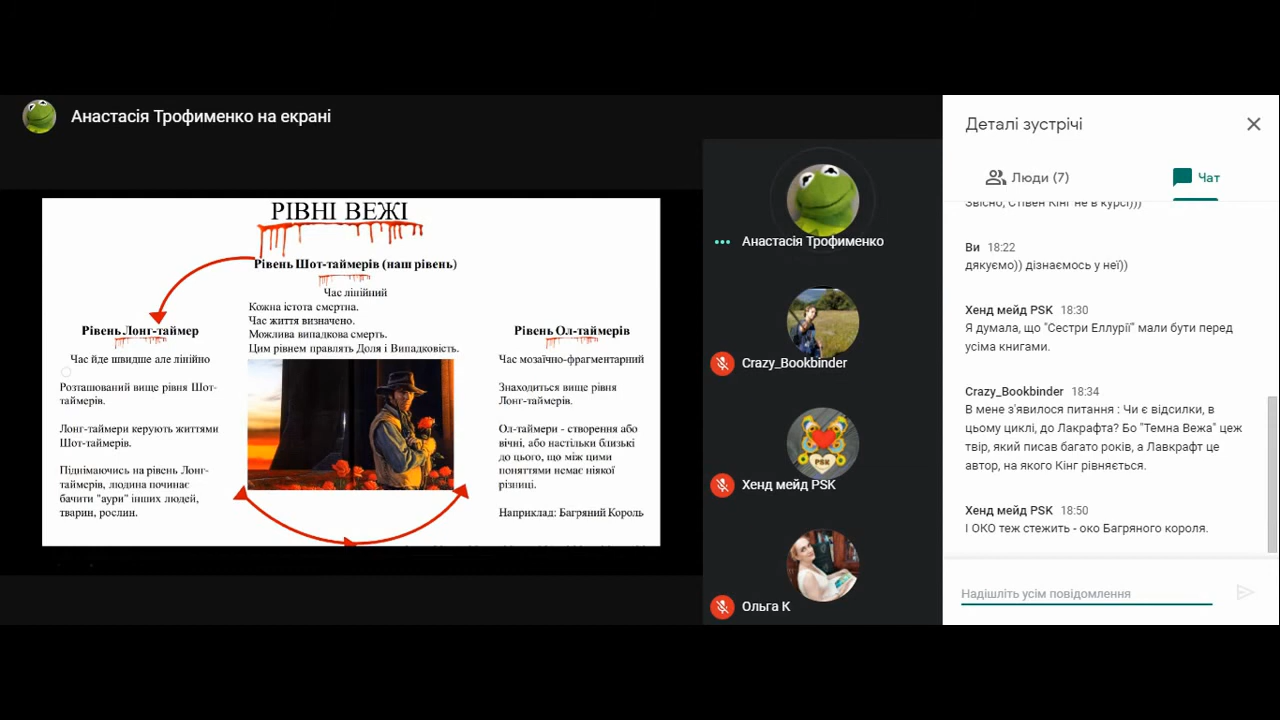 Анастасія Трофименко на екрані
РІВНІ ВЕЖІ
Рівень Шот-таймерів (наш рівень)
Час лінійний
Кожна істота смертна.
Час життя визначено.
Можлива випадкова смерть.
Цим рівнем правлять Доля і Випадковість.
Рівень Лонг-таймер
Час йде швидше але лінійно
Розташований вище рівня Шот-
таймерів.
Лонг-таймери керують життями
Шот-таймерів.
Піднімаючись на рівень Лонг-
таймерів, людина починає
бачити "аури" інших людей,
тварин, рослин.
Рівень Ол-таймерів
Час мозаїчно-фрагментарний
Знаходиться вище рівня
Лонг-таймерів.
Ол-таймери - створення або
вічні, або настільки близькі
до цього, що між цими
поняттями немає ніякої
різниці.
Наприклад: Багряний Король
Анастасія Трофименко
Crazy_Bookbinder
Хенд мейд PSK
Ольга К
Деталі зустрічі
Люди (7)
Чат
Звісно, Стівен Кінг не в курсі)))
Ви 18:22
дякуємо)) дізнаємось у неї))
Хенд мейд PSK 18:30
Я думала, що "Сестри Еллурії" мали бути перед
усіма книгами.
Crazy_Bookbinder 18:34
В мене з'явилося питання : Чи є відсилки, в
цьому циклі, до Лакрафта? Бо "Темна Вежа" цеж
твір, який писав багато років, а Лавкрафт це
автор, на якого Кінг рівняється.
Хенд мейд PSK 18:50
І ОКО теж стежить - око Багряного короля.
Надішліть усім повідомлення